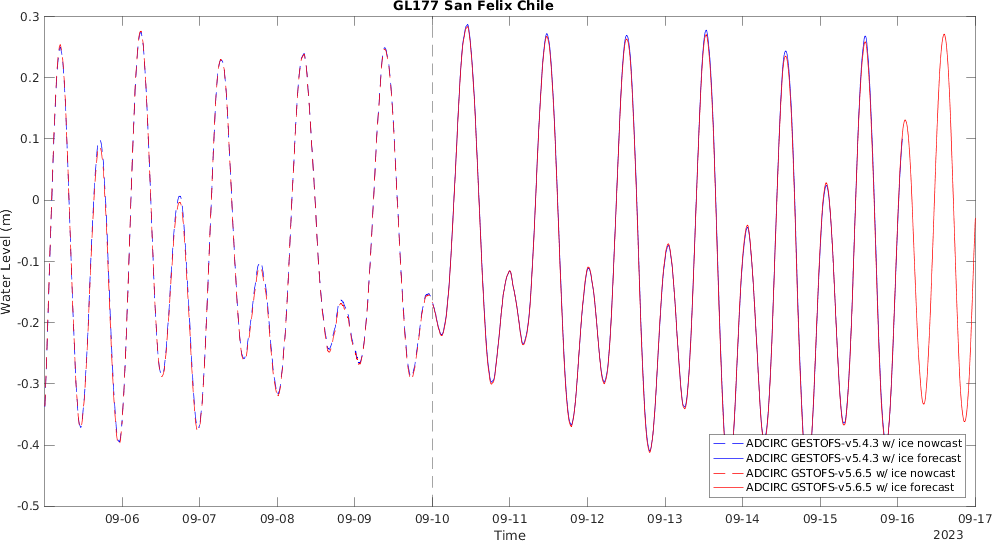 GL177 San Felix Chile
0.3
0.2
0.1
0
-0.1
-0.2
-0.3
-0.4
-0.5
Water Level (m)
ADCIRC GESTOFS-v5.4.3 w/ ice nowcast
ADCIRC GESTOFS-v5.4.3 w/ ice forecast
ADCIRC GSTOFS-v5.6.5 w/ ice nowcast
ADCIRC GSTOFS-v5.6.5 w/ ice forecast
09-06 09-07 09-08 09-09 09-10 09-11 09-12 09-13 09-14 09-15 09-16 09-17
Time
2023